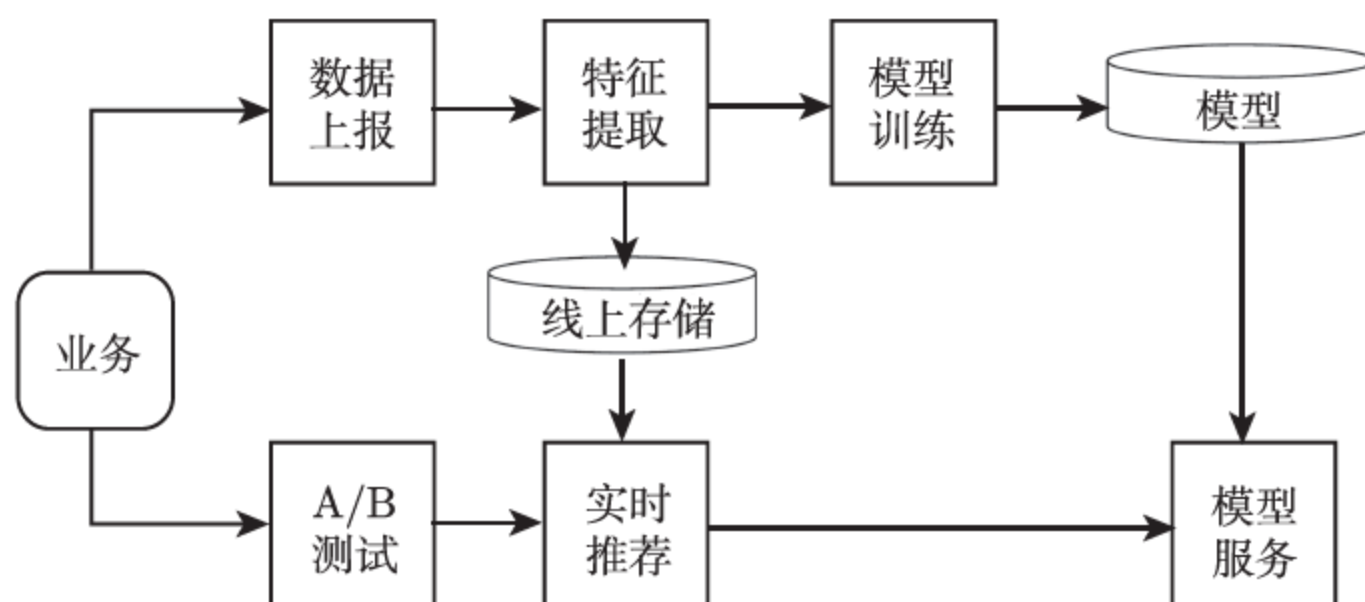 数据
上报
特征
提取
模型
训练
模型
线上存储
业务
A/B
测试
实时
推荐
模型
服务